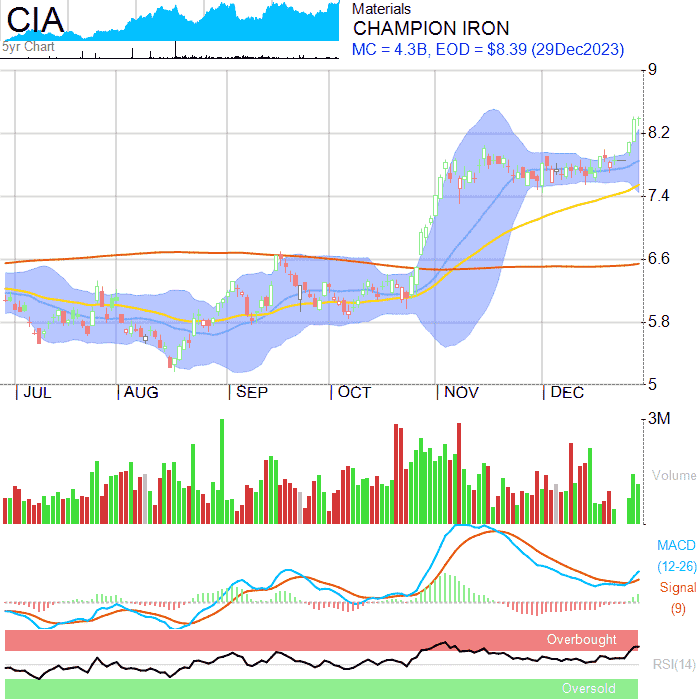 CIA
5yr Chart
Materials
CHAMPION IRON
MC = 4.3B, EOD = $8.39 (29Dec2023)
9
8.2
7.4
6.6
5.8
5
JUL AUG SEP OCT NOV DEC
3M
Volume
MACD
(12-26)
Signal
(9)
Overbought
RSI(14)
Oversold